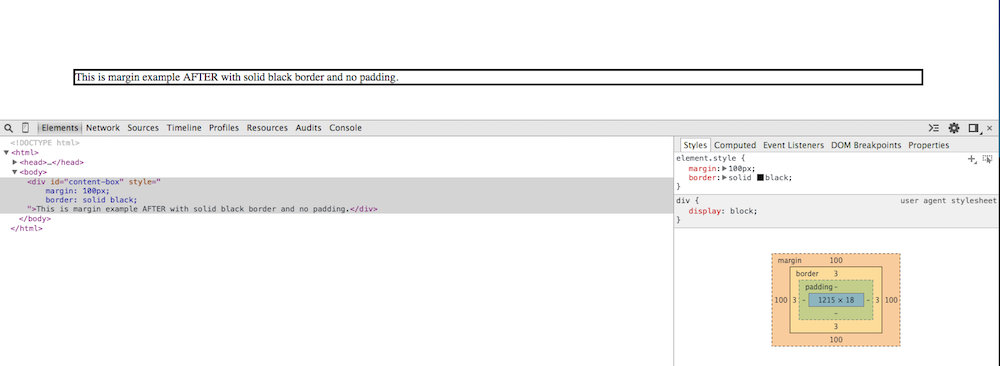 This is margin example AFTER with solid black border and no padding.
Elements Network Sources Timeline Profiles Resources Audits Console
<!DOCTYPE html>
▼<html>
▶<head>…</head>
▼<body>
<div id="content-box" style="
margin: 100px;
border: solid black;
">This is margin example AFTER with solid black border and no padding.</div>
</body>
</html>
Styles Computed Event Listeners DOM Breakpoints Properties
element.style {
margin:▶100px;
border:▶solid black;
}
div { user agent stylesheet
display: block;
}
margin 100
border 3
padding -
100 3 - 1215 × 18 - 3 100
-
3
100